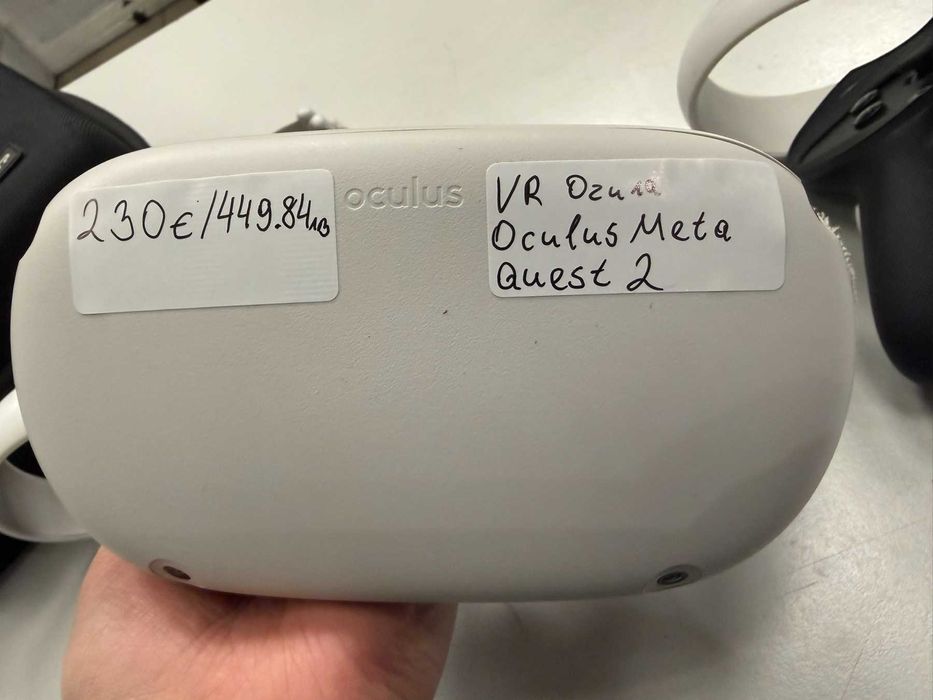 230€/449.84лв
oculus
VR Очила
Oculus Meta
Quest 2